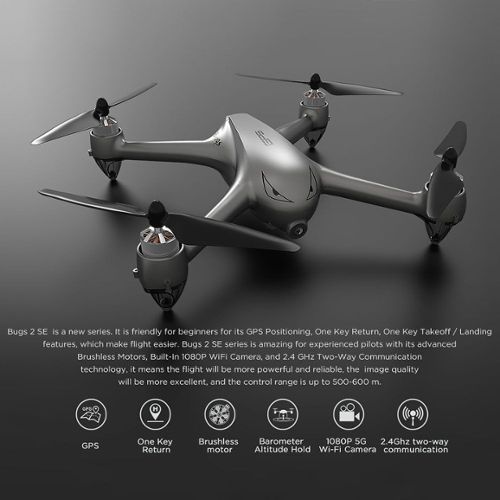 GPS
Bugs 2 SE is a new series. It is friendly for beginners for its GPS Positioning, One Key Return, One Key Takeoff / Landing
features, which make flight easier. Bugs 2 SE series is amazing for experienced pilots with its advanced
Brushless Motors, Built-In 1080P WiFi Camera, and 2.4 GHz Two-Way Communication
technology, it means the flight will be more powerful and reliable, the image quality
will be more excellent, and the control range is up to 500-600 m.
H
GPS
One Key
Return
Brushless
motor
Barometer
Altitude Hold
1080P 5G
Wi-Fi Camera
2.4Ghz two-way
communication